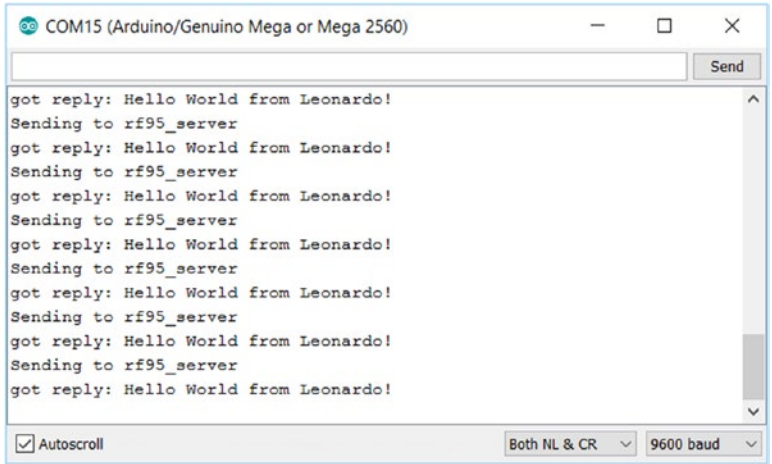 COM15 (Arduino/Genuino Mega or Mega 2560)
Send
got reply: Hello World from Leonardo!
Sending to rf95_server
got reply: Hello World from Leonardo!
Sending to rf95_server
got reply: Hello World from Leonardo!
Sending to rf95_server
got reply: Hello World from Leonardo!
Sending to rf95_server
got reply: Hello World from Leonardo!
Sending to rf95_server
got reply: Hello World from Leonardo!
Sending to rf95_server
got reply: Hello World from Leonardo!
Autoscroll Both NL & CR 9600 baud